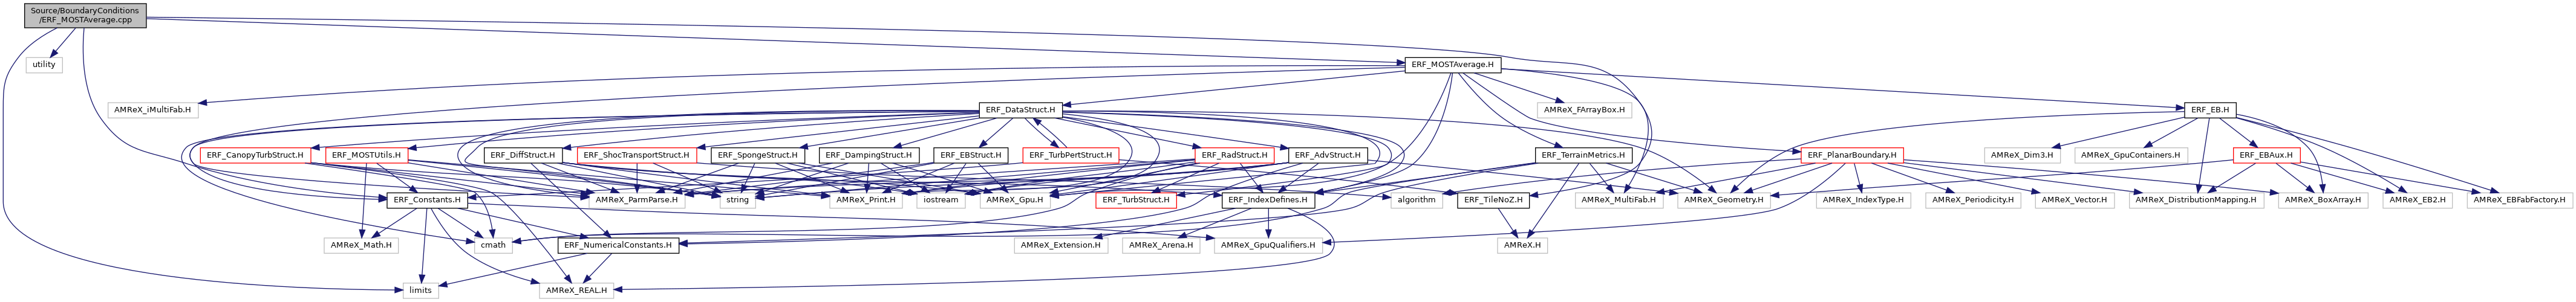 Source/BoundaryConditions
/ERF_MOSTAverage.cpp
utility
ERF_MOSTAverage.H
AMReX_iMultiFab.H
ERF_DataStruct.H
AMReX_FArrayBox.H
ERF_EB.H
ERF_CanopyTurbStruct.H
ERF_MOSTUtils.H
ERF_DiffStruct.H
ERF_ShocTransportStruct.H
ERF_SpongeStruct.H
ERF_DampingStruct.H
ERF_EBStruct.H
ERF_TurbPertStruct.H
ERF_RadStruct.H
ERF_AdvStruct.H
ERF_TerrainMetrics.H
ERF_PlanarBoundary.H
AMReX_Dim3.H
AMReX_GpuContainers.H
ERF_EBAux.H
ERF_Constants.H
AMReX_ParmParse.H
string
AMReX_Print.H
iostream
AMReX_Gpu.H
ERF_TurbStruct.H
ERF_IndexDefines.H
algorithm
ERF_TileNoZ.H
AMReX_MultiFab.H
AMReX_Geometry.H
AMReX_IndexType.H
AMReX_Periodicity.H
AMReX_Vector.H
AMReX_DistributionMapping.H
AMReX_BoxArray.H
AMReX_EB2.H
AMReX_EBFabFactory.H
AMReX_Math.H
cmath
ERF_NumericalConstants.H
AMReX_Extension.H
AMReX_Arena.H
AMReX_GpuQualifiers.H
AMReX.H
limits
AMReX_REAL.H